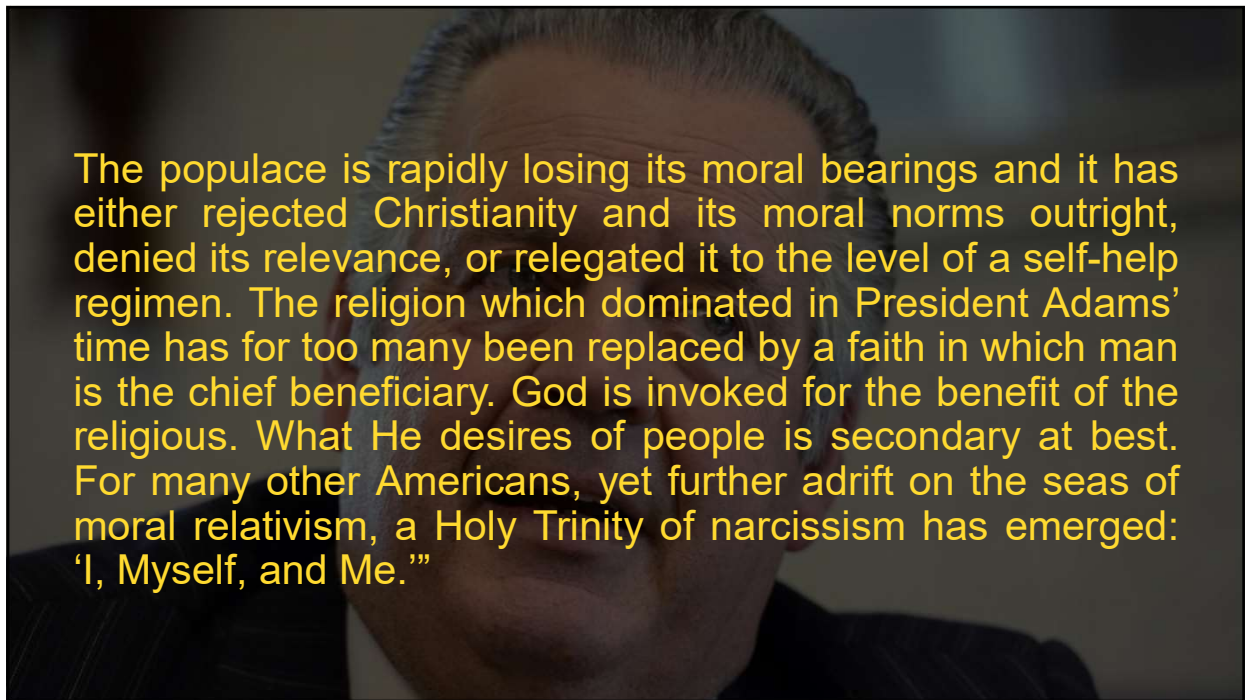 The populace is rapidly losing its moral bearings and it has
either rejected Christianity and its moral norms outright,
denied its relevance, or relegated it to the level of a self-help
regimen. The religion which dominated in President Adams’
time has for too many been replaced by a faith in which man
is the chief beneficiary. God is invoked for the benefit of the
religious. What He desires of people is secondary at best.
For many other Americans, yet further adrift on the seas of
moral relativism, a Holy Trinity of narcissism has emerged:
‘I, Myself, and Me.’”